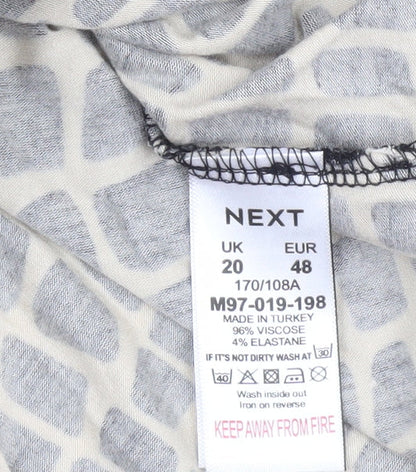 NEXT
UK EUR
20 48
170/108A
M97-019-198
MADE IN TURKEY
96% VISCOSE
4% ELASTANE
IF IT'S NOT DIRTY WASH AT 30
40
Wash inside out
Iron on reverse
KEEP AWAY FROM FIRE